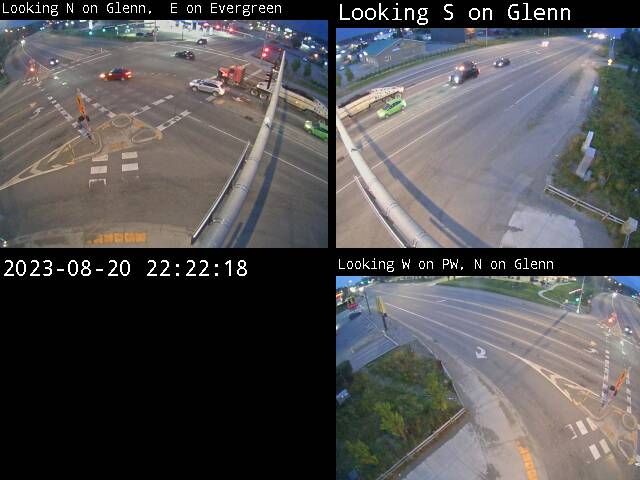 Looking N on Glenn,  E on Evergreen
Looking S on Glenn
2023-08-20 22:22:18
Looking W on PW, N on Glenn